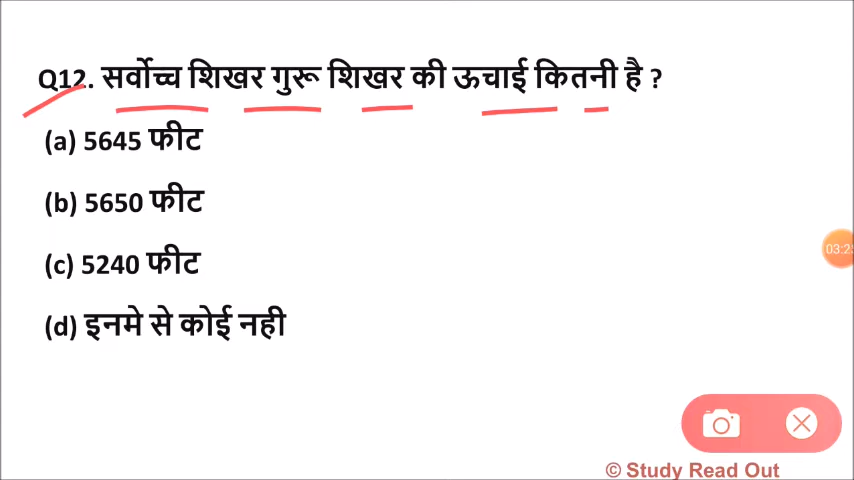 Q12. सर्वोच्च शिखर गुरू शिखर की ऊचाई कितनी है ?
(a) 5645 फीट
(b) 5650 फीट
(c) 5240 फीट
(d) इनमे से कोई नही
© Study Read Out